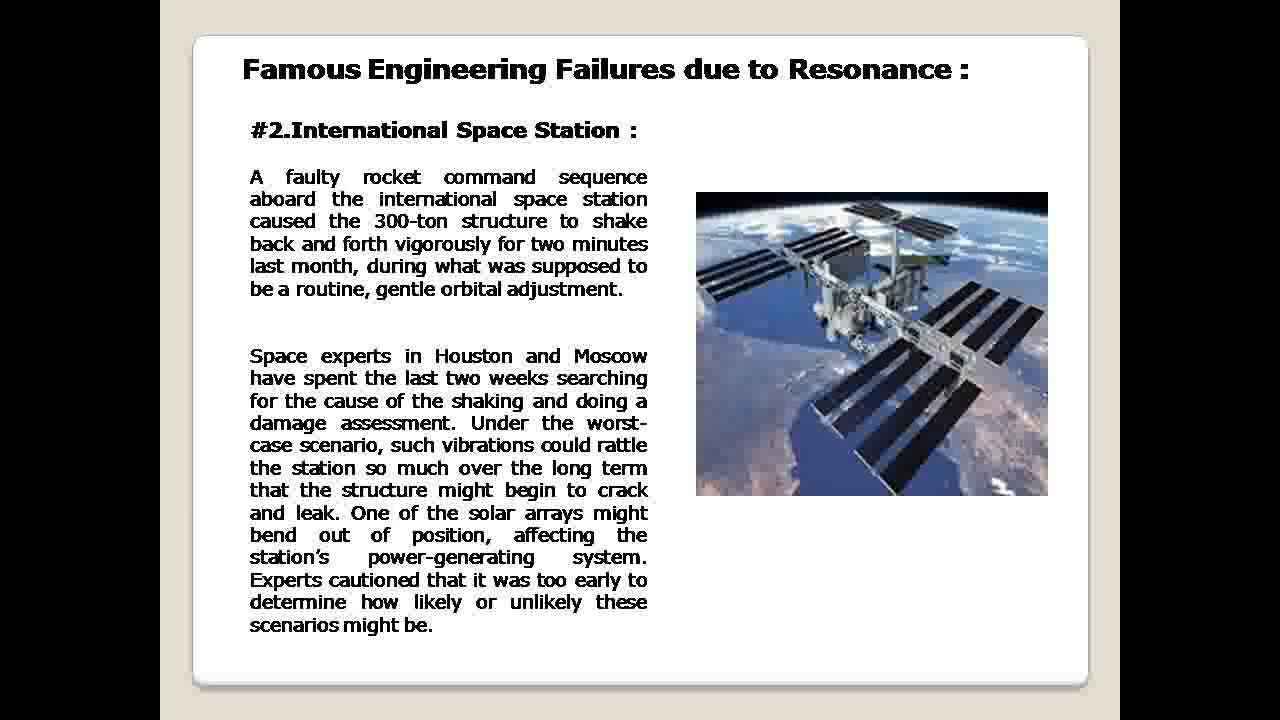 Famous Engineering Failures due to Resonance :
#2.International Space Station :
A faulty rocket command sequence
aboard the international space station
caused the 300-ton structure to shake
back and forth vigorously for two minutes
last month, during what was supposed to
be a routine, gentle orbital adjustment.
Space experts in Houston and Moscow
have spent the last two weeks searching
for the cause of the shaking and doing a
damage assessment. Under the worst-
case scenario, such vibrations could rattle
the station so much over the long term
that the structure might begin to crack
and leak. One of the solar arrays might
bend out of position, affecting the
station's power-generating system.
Experts cautioned that it was too early to
determine how likely or unlikely these
scenarios might be.